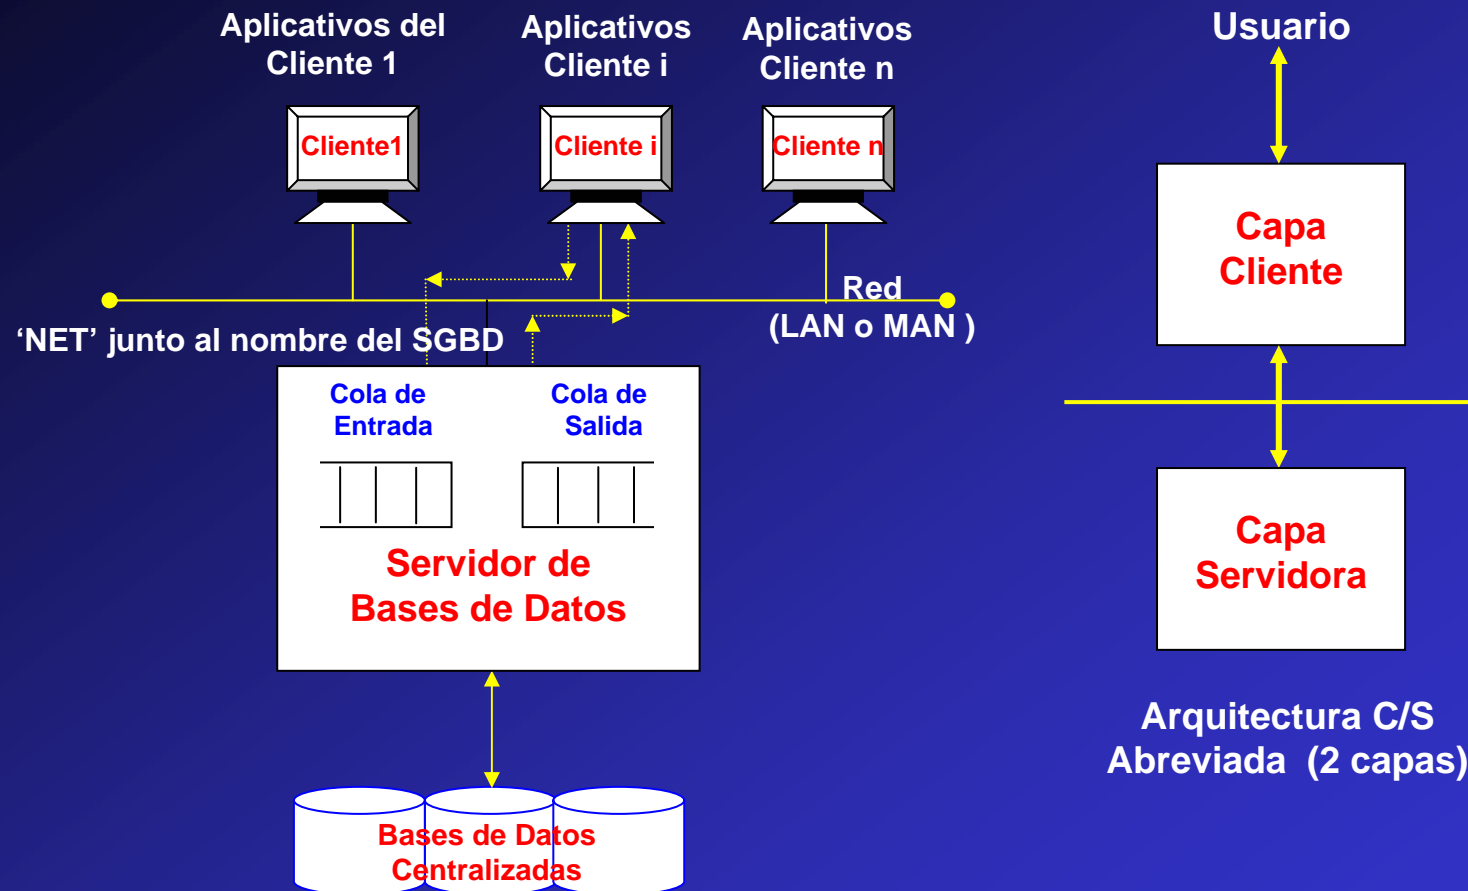 Aplicativos del
Cliente 1
Aplicativos
Cliente i
Aplicativos
Cliente n
Usuario
Cliente1
Cliente i
Cliente n
Capa
Cliente
Red
(LAN o MAN )
‘NET’ junto al nombre del SGBD
Cola de
Entrada
Cola de
Salida
Servidor de
Bases de Datos
Capa
Servidora
Arquitectura C/S
Abreviada (2 capas)
Bases de Datos
Centralizadas